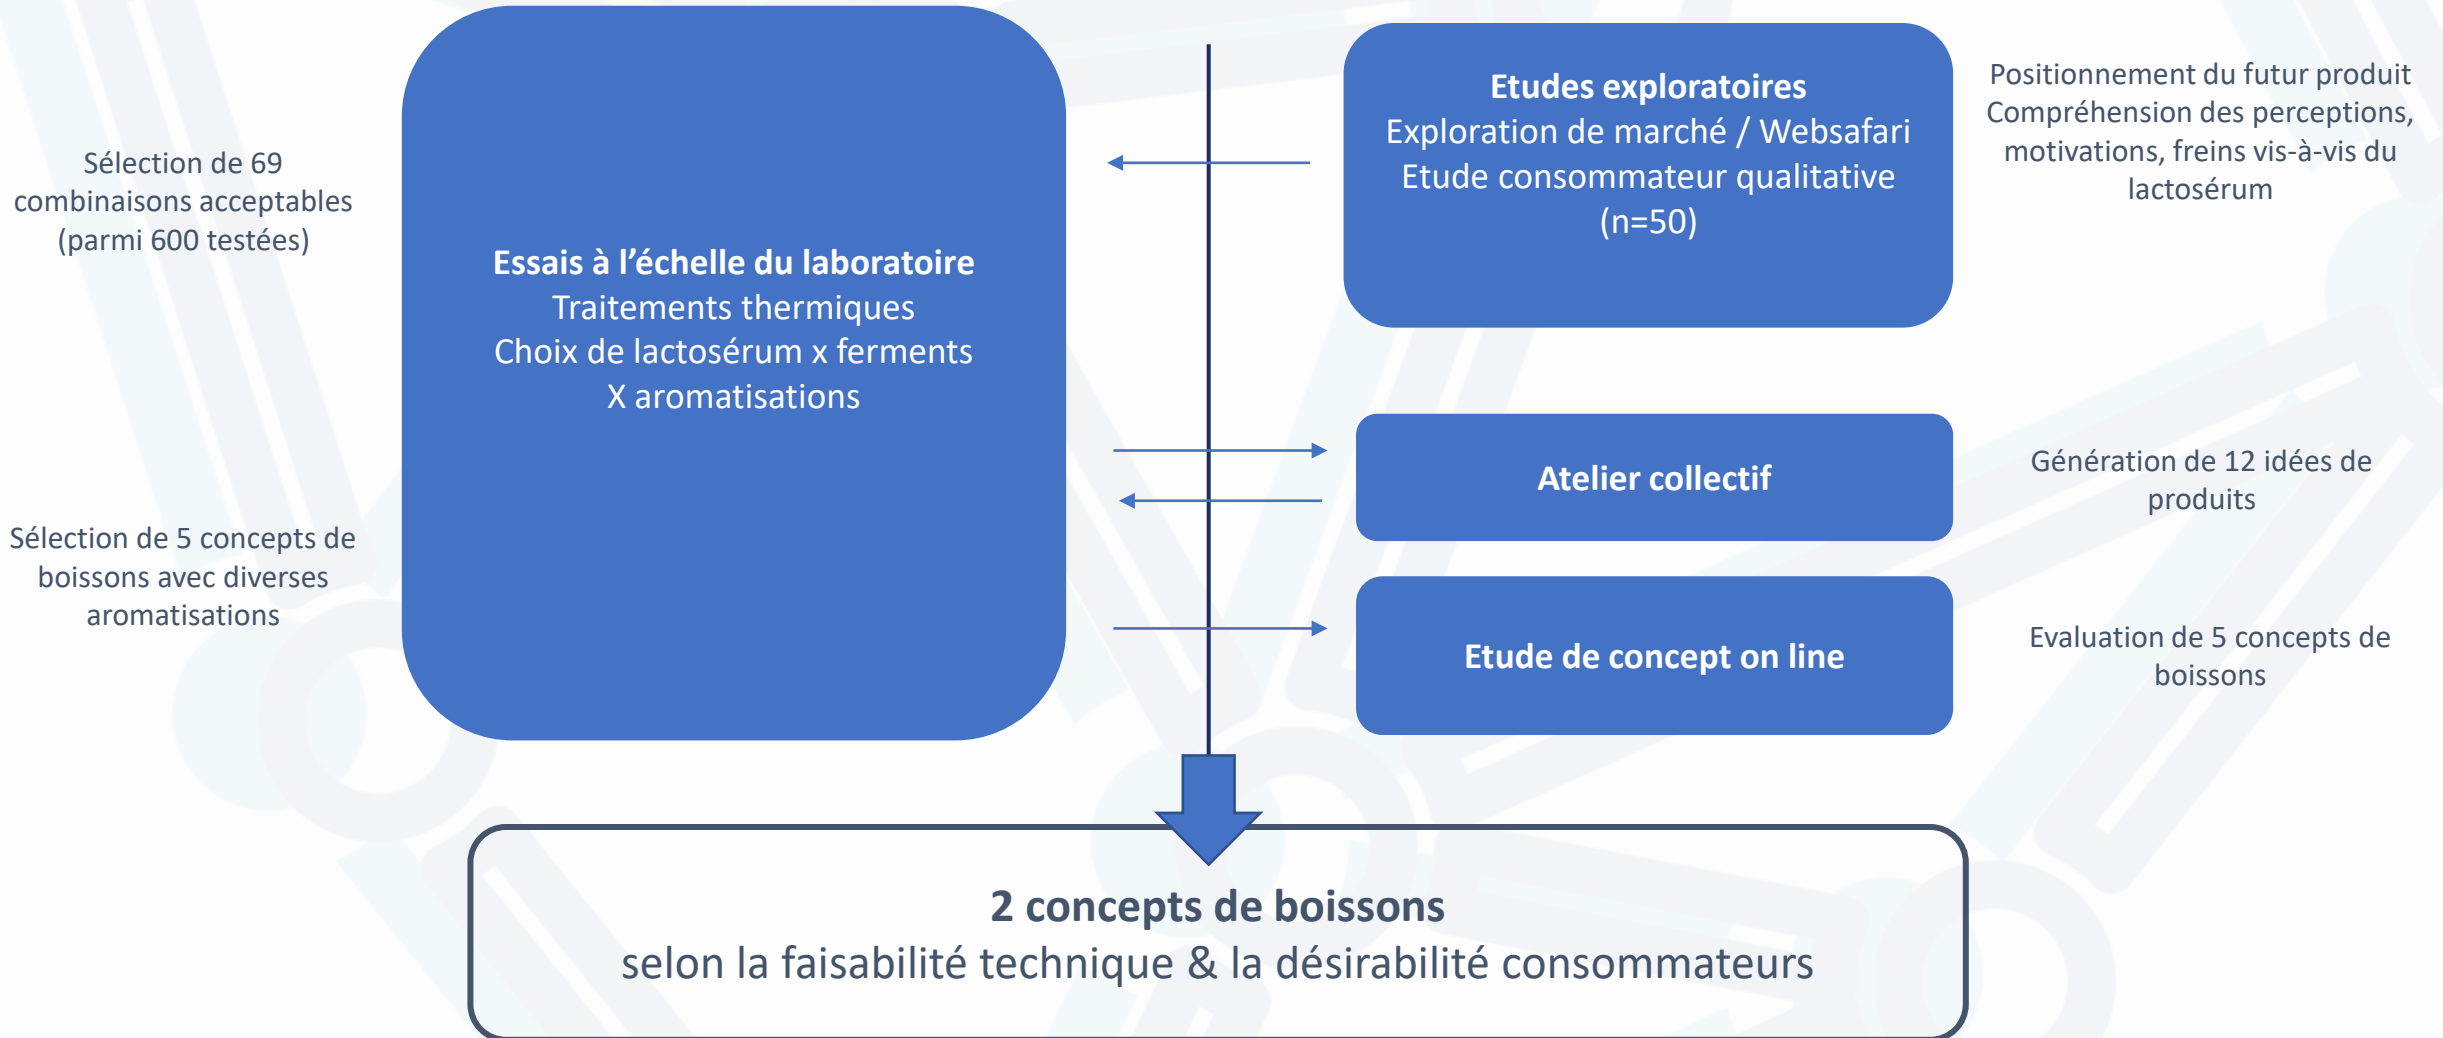 Sélection de 69
combinaisons acceptables
(parmi 600 testées)
Sélection de 5 concepts de
boissons avec diverses
aromatisations
Essais à l’échelle du laboratoire
Traitements thermiques
Choix de lactosérum x ferments
X aromatisations
Etudes exploratoires
Exploration de marché / Websafari
Etude consommateur qualitative
(n=50)
Positionnement du futur produit
Compréhension des perceptions,
motivations, freins vis-à-vis du
lactosérum
Atelier collectif
Génération de 12 idées de
produits
Etude de concept on line
Evaluation de 5 concepts de
boissons
2 concepts de boissons
selon la faisabilité technique & la désirabilité consommateurs